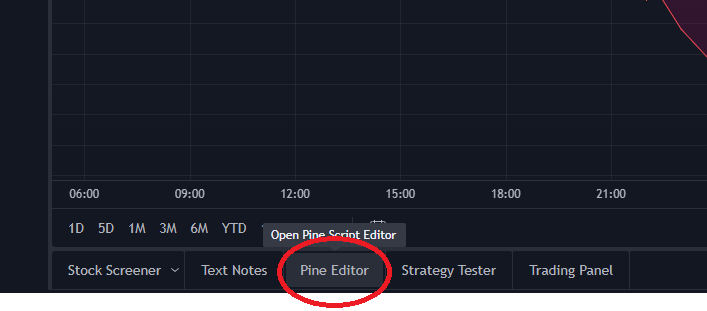 06:00 09:00 12:00 15:00 18:00 21:00
1D 5D 1M 3M 6M YTD
Open Pine Script Editor
Stock Screener Text Notes Pine Editor Strategy Tester Trading Panel